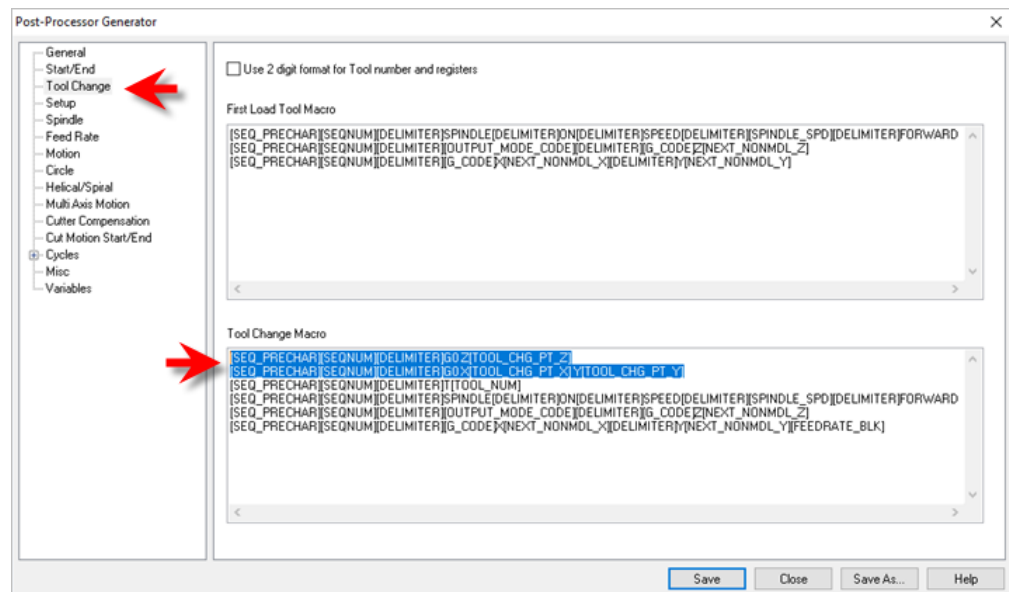 Post-Processor Generator
General
Start/End
Tool Change
Setup
Spindle
Feed Rate
Motion
Circle
Helical/Spiral
Multi Axis Motion
Cutter Compensation
Cut Motion Start/End
Cycles
Misc
Variables
Use 2 digit format for Tool number and registers
First Load Tool Macro
[SEQ_PRECHAR][SEQNUM][DELIMITER]SPINDLE[DELIMITER]ON[DELIMITER]SPEED[DELIMITER][SPINDLE_SPD][DELIMITER]FORWARD
[SEQ_PRECHAR][SEQNUM][DELIMITER][OUTPUT_MODE_CODE][DELIMITER][G_CODE]Z[NEXT_NONMDL_Z]
[SEQ_PRECHAR][SEQNUM][DELIMITER][G_CODE]X[NEXT_NONMDL_X][DELIMITER]Y[NEXT_NONMDL_Y]
Tool Change Macro
[SEQ_PRECHAR][SEQNUM][DELIMITER]G0 Z[TOOL_CHG_PT_Z]
[SEQ_PRECHAR][SEQNUM][DELIMITER]G0 X[TOOL_CHG_PT_X] Y[TOOL_CHG_PT_Y]
[SEQ_PRECHAR][SEQNUM][DELIMITER]T[TOOL_NUM]
[SEQ_PRECHAR][SEQNUM][DELIMITER]SPINDLE[DELIMITER]ON[DELIMITER]SPEED[DELIMITER][SPINDLE_SPD][DELIMITER]FORWARD
[SEQ_PRECHAR][SEQNUM][DELIMITER][OUTPUT_MODE_CODE][DELIMITER][G_CODE]Z[NEXT_NONMDL_Z]
[SEQ_PRECHAR][SEQNUM][DELIMITER][G_CODE]X[NEXT_NONMDL_X][DELIMITER]Y[NEXT_NONMDL_Y][FEEDRATE_BLK]
Save
Close
Save As...
Help